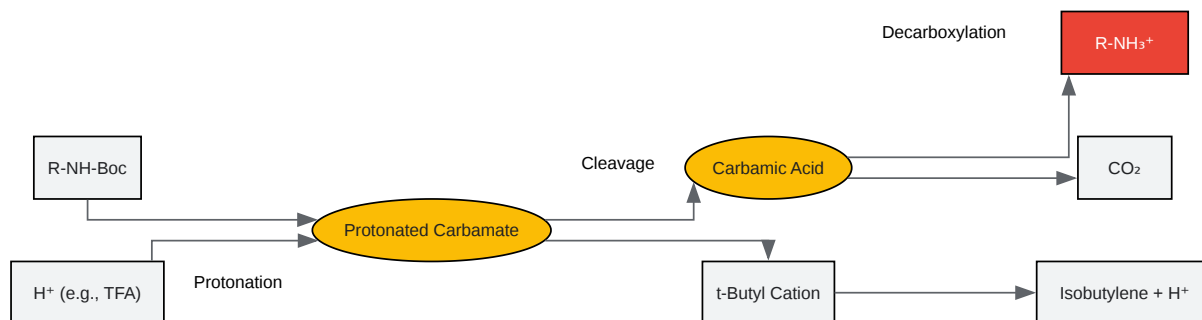 Decarboxylation
R-NH₃⁺
R-NH-Boc
Cleavage
Carbamic Acid
CO₂
Protonated Carbamate
Protonation
H⁺ (e.g., TFA)
t-Butyl Cation
Isobutylene + H⁺